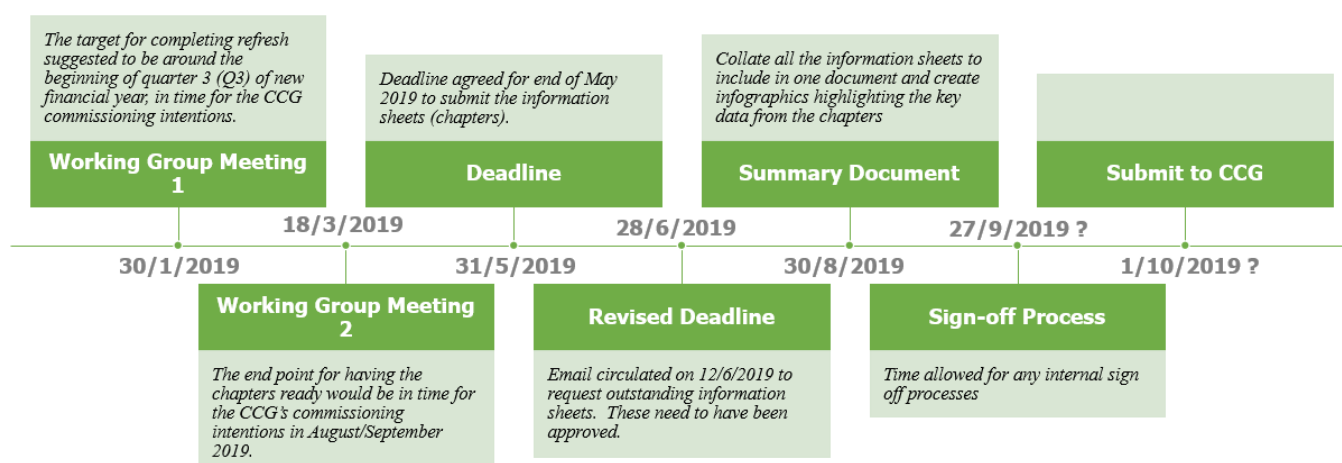 The target for completing refresh
suggested to be around the
beginning of quarter 3 (Q3) of new
financial year, in time for the CCG
commissioning intentions.
Working Group Meeting
1
30/1/2019
18/3/2019
Working Group Meeting
2
The end point for having the
chapters ready would be in time for
the CCG's commissioning
intentions in August/September
2019.
Deadline agreed for end of May
2019 to submit the information
sheets (chapters).
Deadline
31/5/2019
28/6/2019
Revised Deadline
Email circulated on 12/6/2019 to
request outstanding information
sheets.  These need to have been
approved.
Collate all the information sheets to
include in one document and create
infographics highlighting the key
data from the chapters
Summary Document
30/8/2019
27/9/2019 ?
Sign-off Process
Time allowed for any internal sign
off processes
Submit to CCG
1/10/2019 ?